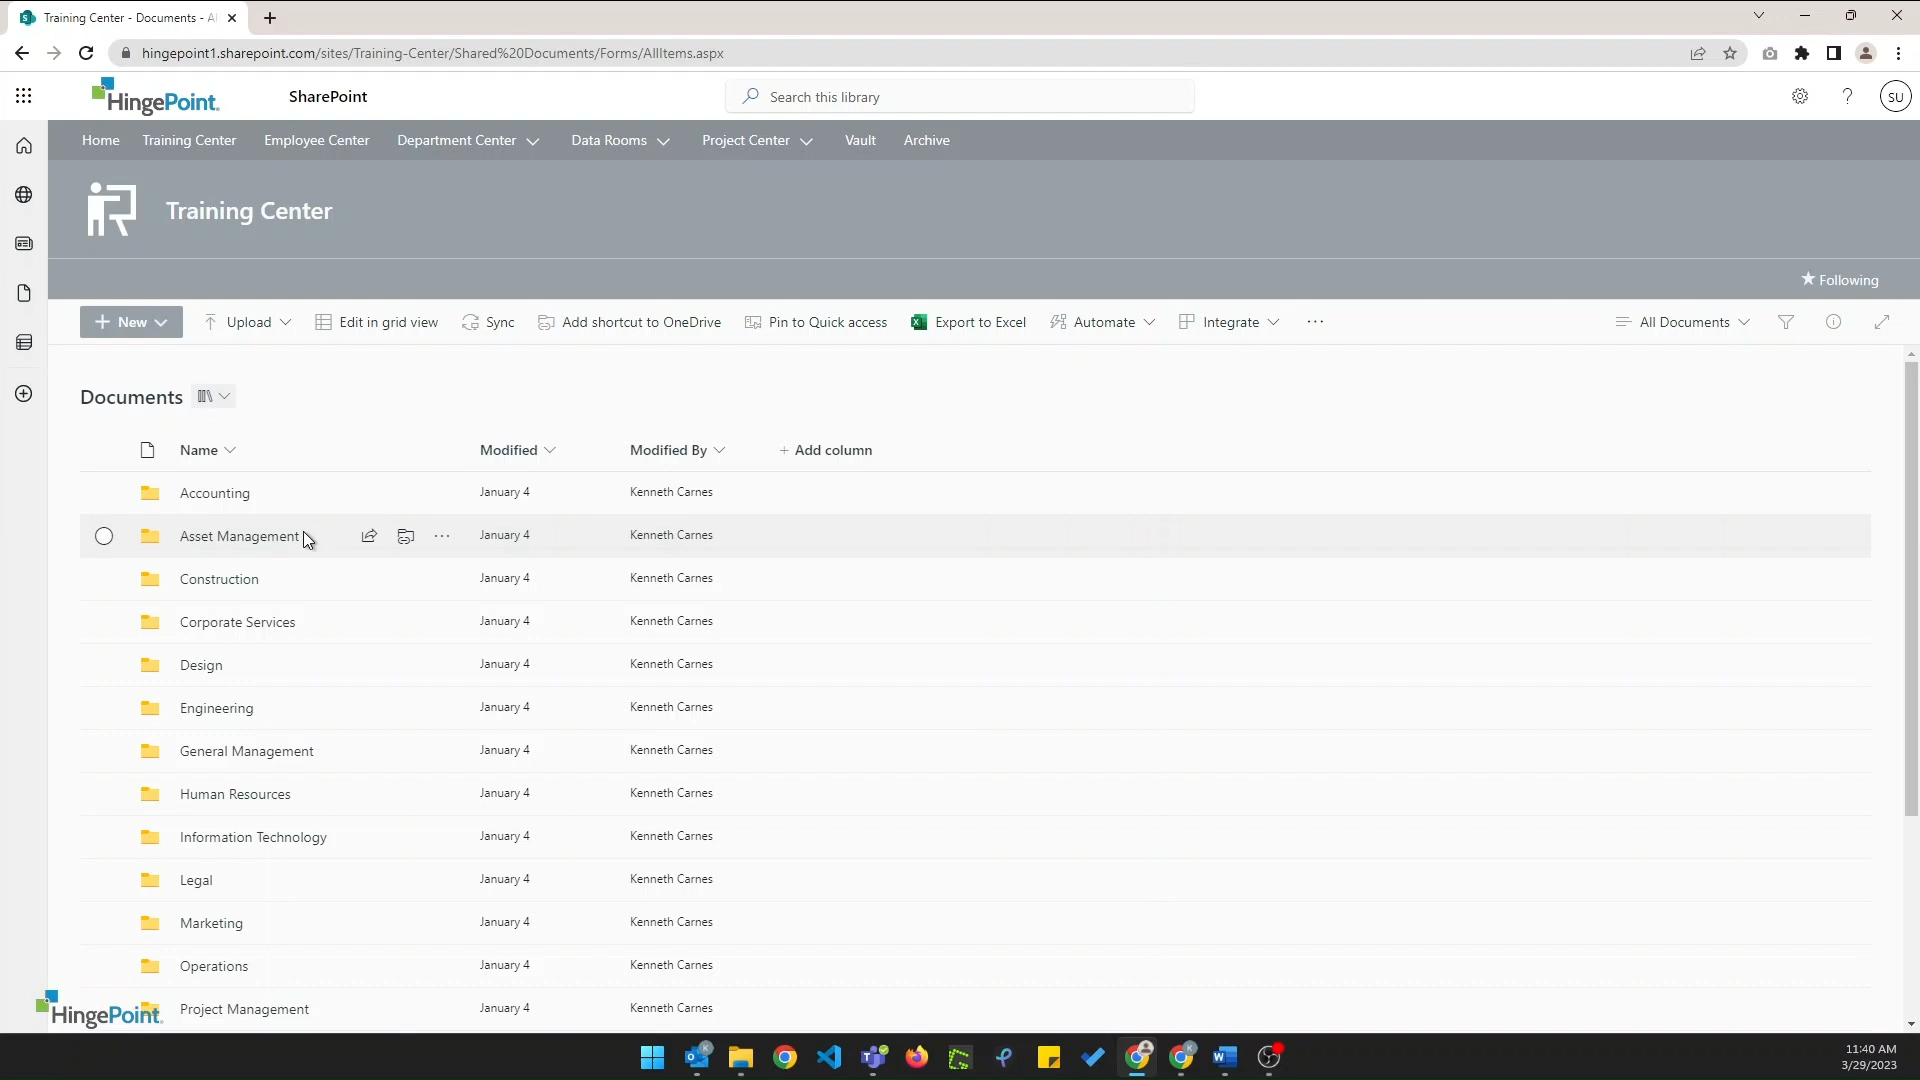 Training Center - Documents - Al
hingepoint1.sharepoint.com/sites/Training-Center/Shared%20Documents/Forms/AllItems.aspx
HingePoint. SharePoint Search this library ? SU
Home Training Center Employee Center Department Center Data Rooms Project Center Vault Archive
Training Center
Following
New Upload Edit in grid view Sync Add shortcut to OneDrive Pin to Quick access Export to Excel Automate Integrate ... All Documents
Documents
Name Modified Modified By + Add column
Accounting January 4 Kenneth Carnes
Asset Management ... January 4 Kenneth Carnes
Construction January 4 Kenneth Carnes
Corporate Services January 4 Kenneth Carnes
Design January 4 Kenneth Carnes
Engineering January 4 Kenneth Carnes
General Management January 4 Kenneth Carnes
Human Resources January 4 Kenneth Carnes
Information Technology January 4 Kenneth Carnes
Legal January 4 Kenneth Carnes
Marketing January 4 Kenneth Carnes
Operations January 4 Kenneth Carnes
Project Management January 4 Kenneth Carnes
HingePoint.
11:40 AM
3/29/2023